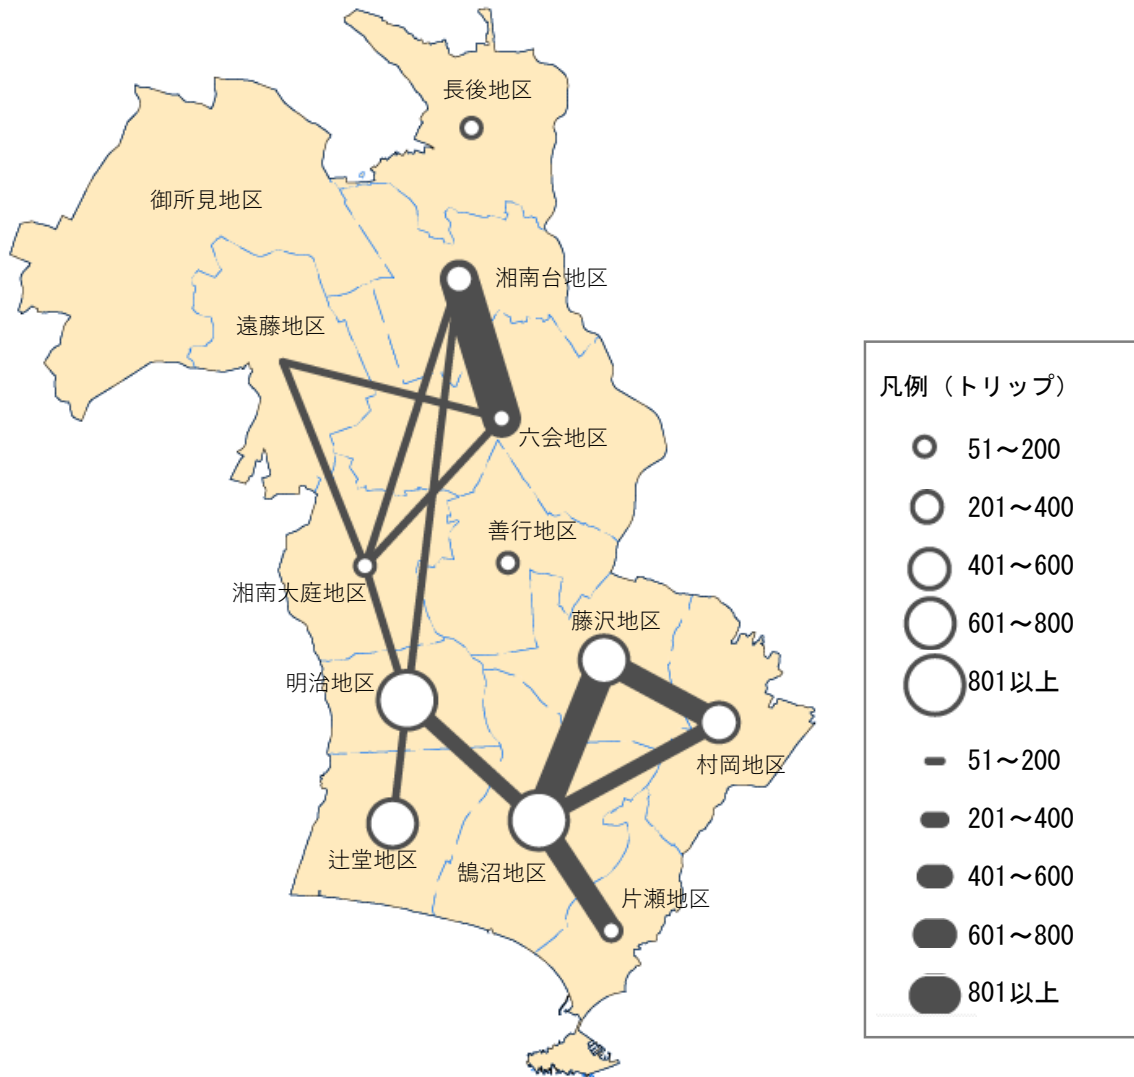 長後地区
御所見地区
湘南台地区
遠藤地区
六会地区
善行地区
湘南大庭地区
藤沢地区
明治地区
村岡地区
辻堂地区
鵠沼地区
片瀬地区
凡例（トリップ）
51～200
201～400
401～600
601～800
801以上
51～200
201～400
401～600
601～800
801以上